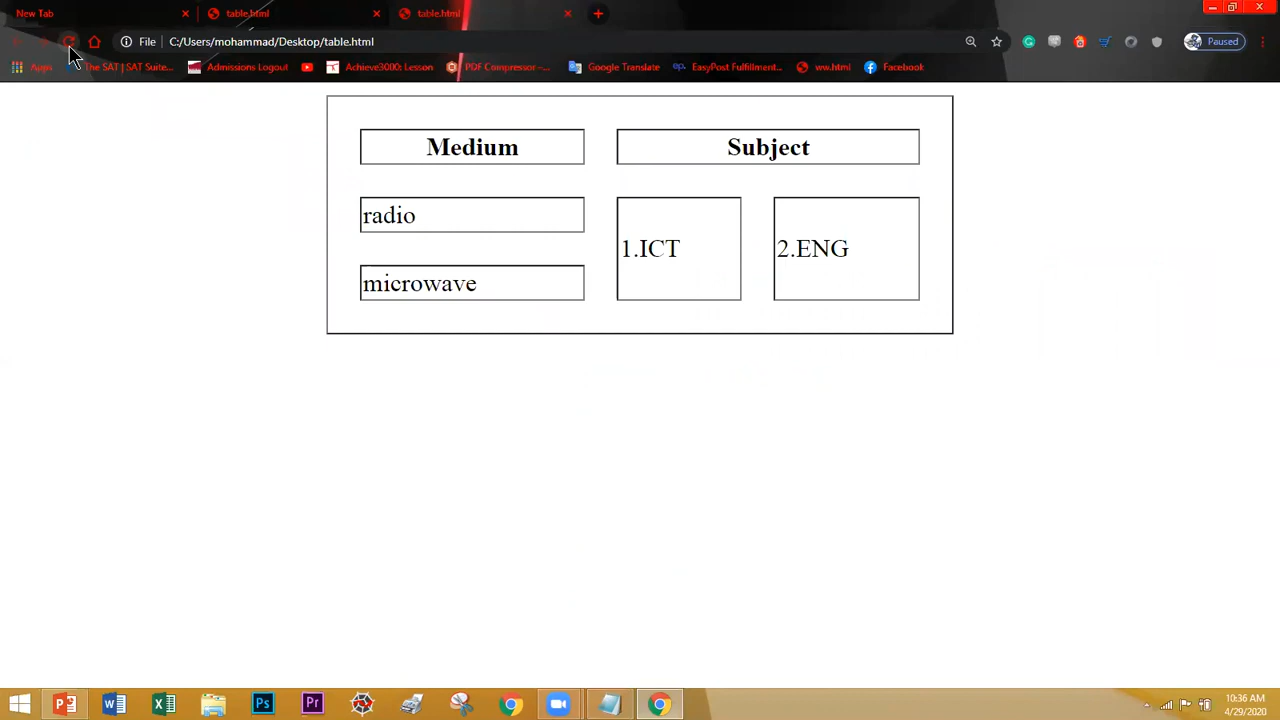 New Tab
table.html
table.html
File
C:/Users/mohammad/Desktop/table.html
Paused
Apps
The SAT | SAT Suite...
Admissions Logout
Achieve3000: Lesson
PDF Compressor –...
Google Translate
EasyPost Fulfillment...
ww.html
Facebook
Medium
Subject
radio
1.ICT
2.ENG
microwave
10:36 AM
4/29/2020